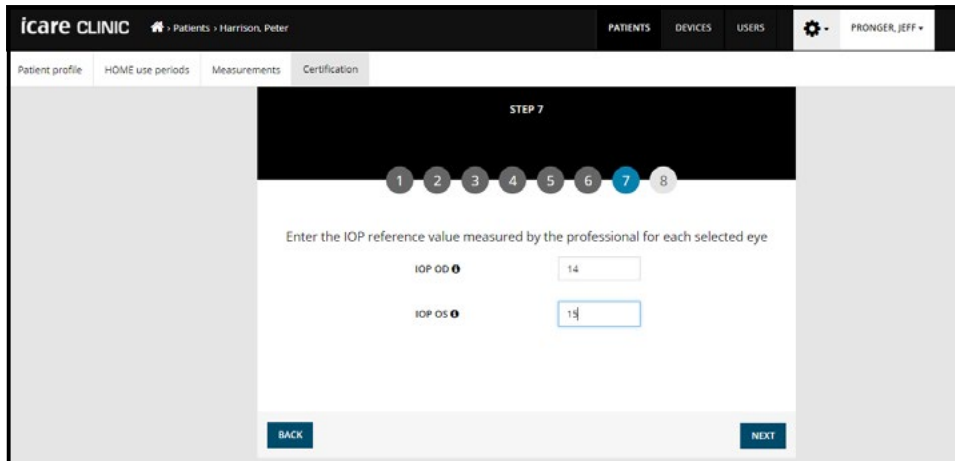 icare CLINIC › Patients › Harrison, Peter PATIENTS DEVICES USERS PRONGER, JEFF
Patient profile HOME use periods Measurements Certification
STEP 7
1 2 3 4 5 6 7 8
Enter the IOP reference value measured by the professional for each selected eye
IOP OD 14
IOP OS 15
BACK NEXT